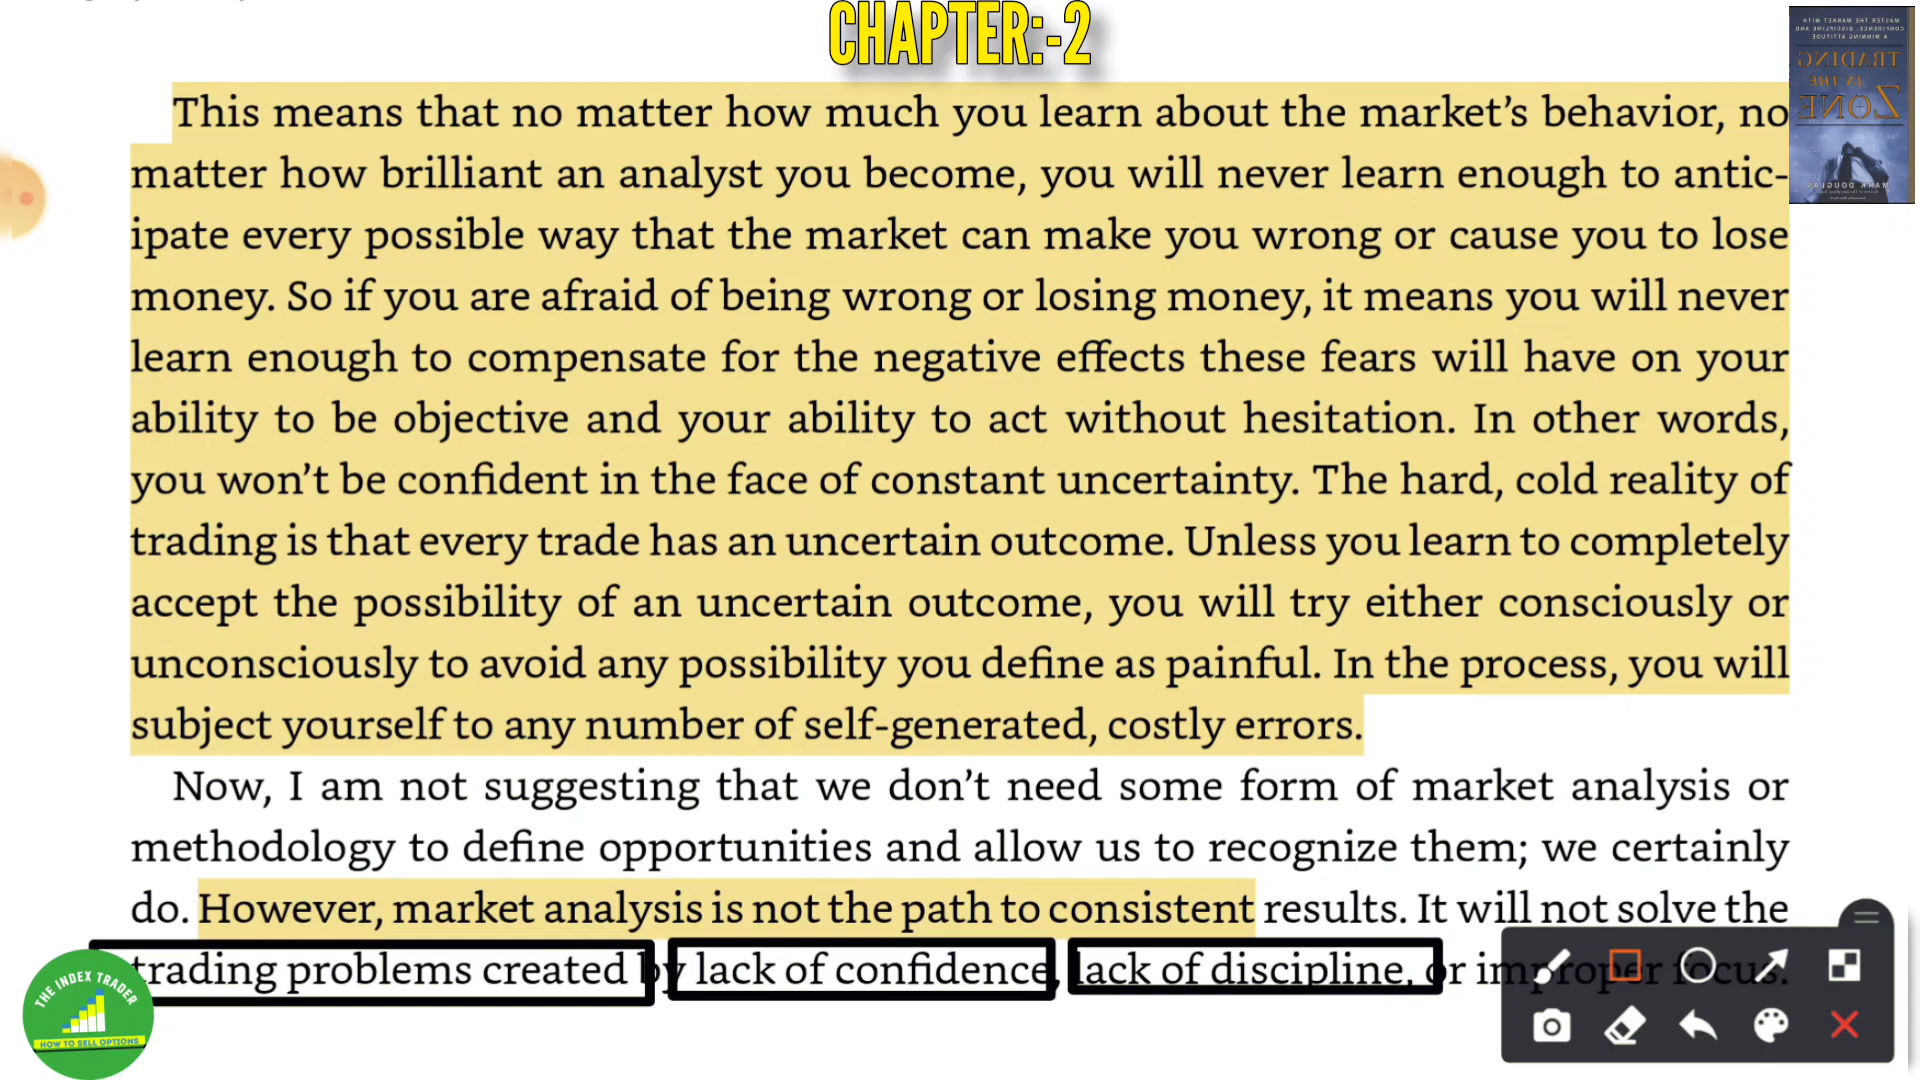 CHAPTER:-2
MASTER THE MARKET WITH
CONFIDENCE, DISCIPLINE AND
A WINNING ATTITUDE
TRADING
IN THE
ZONE
MARK DOUGLAS
This means that no matter how much you learn about the market’s behavior, no
matter how brilliant an analyst you become, you will never learn enough to antic-
ipate every possible way that the market can make you wrong or cause you to lose
money. So if you are afraid of being wrong or losing money, it means you will never
learn enough to compensate for the negative effects these fears will have on your
ability to be objective and your ability to act without hesitation. In other words,
you won’t be confident in the face of constant uncertainty. The hard, cold reality of
trading is that every trade has an uncertain outcome. Unless you learn to completely
accept the possibility of an uncertain outcome, you will try either consciously or
unconsciously to avoid any possibility you define as painful. In the process, you will
subject yourself to any number of self-generated, costly errors.
Now, I am not suggesting that we don’t need some form of market analysis or
methodology to define opportunities and allow us to recognize them; we certainly
do. However, market analysis is not the path to consistent results. It will not solve the
trading problems created by lack of confidence, lack of discipline, or improper focus.
THE INDEX TRADER
HOW TO SELL OPTIONS